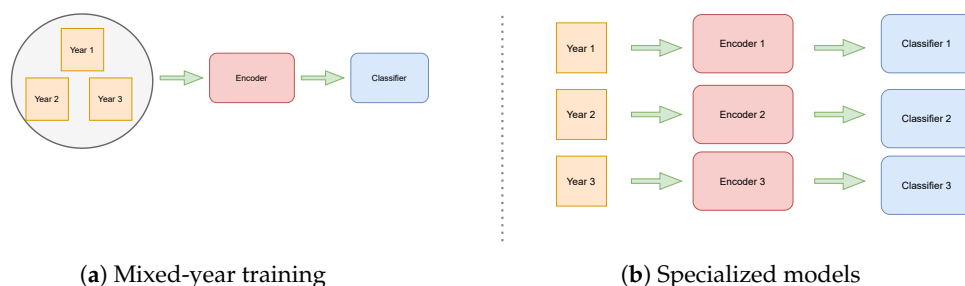 Year 1
Year 2
Year 3
Encoder
Classifier
(a) Mixed-year training
Year 1
Encoder 1
Classifier 1
Year 2
Encoder 2
Classifier 2
Year 3
Encoder 3
Classifier 3
(b) Specialized models